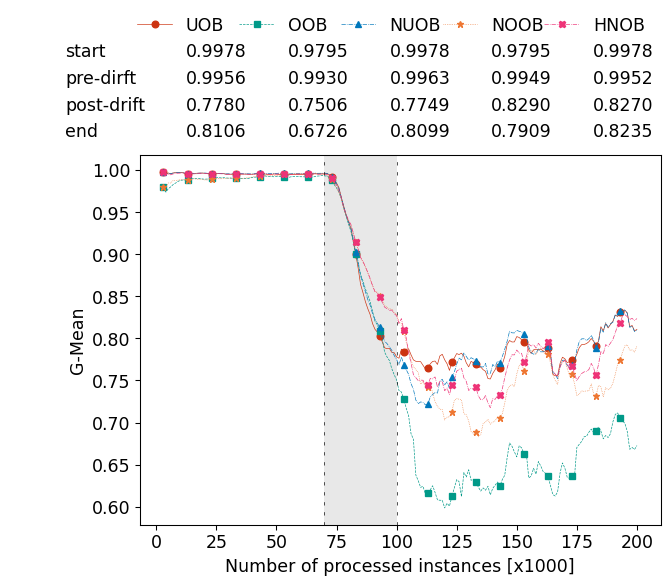 UOB OOB NUOB NOOB HNOB
start 0.9978 0.9795 0.9978 0.9795 0.9978
pre-dirft 0.9956 0.9930 0.9963 0.9949 0.9952
post-drift 0.7780 0.7506 0.7749 0.8290 0.8270
end 0.8106 0.6726 0.8099 0.7909 0.8235
1.00
0.95
0.90
0.85
0.80
0.75
0.70
0.65
0.60
G-Mean
0 25 50 75 100 125 150 175 200
Number of processed instances [x1000]